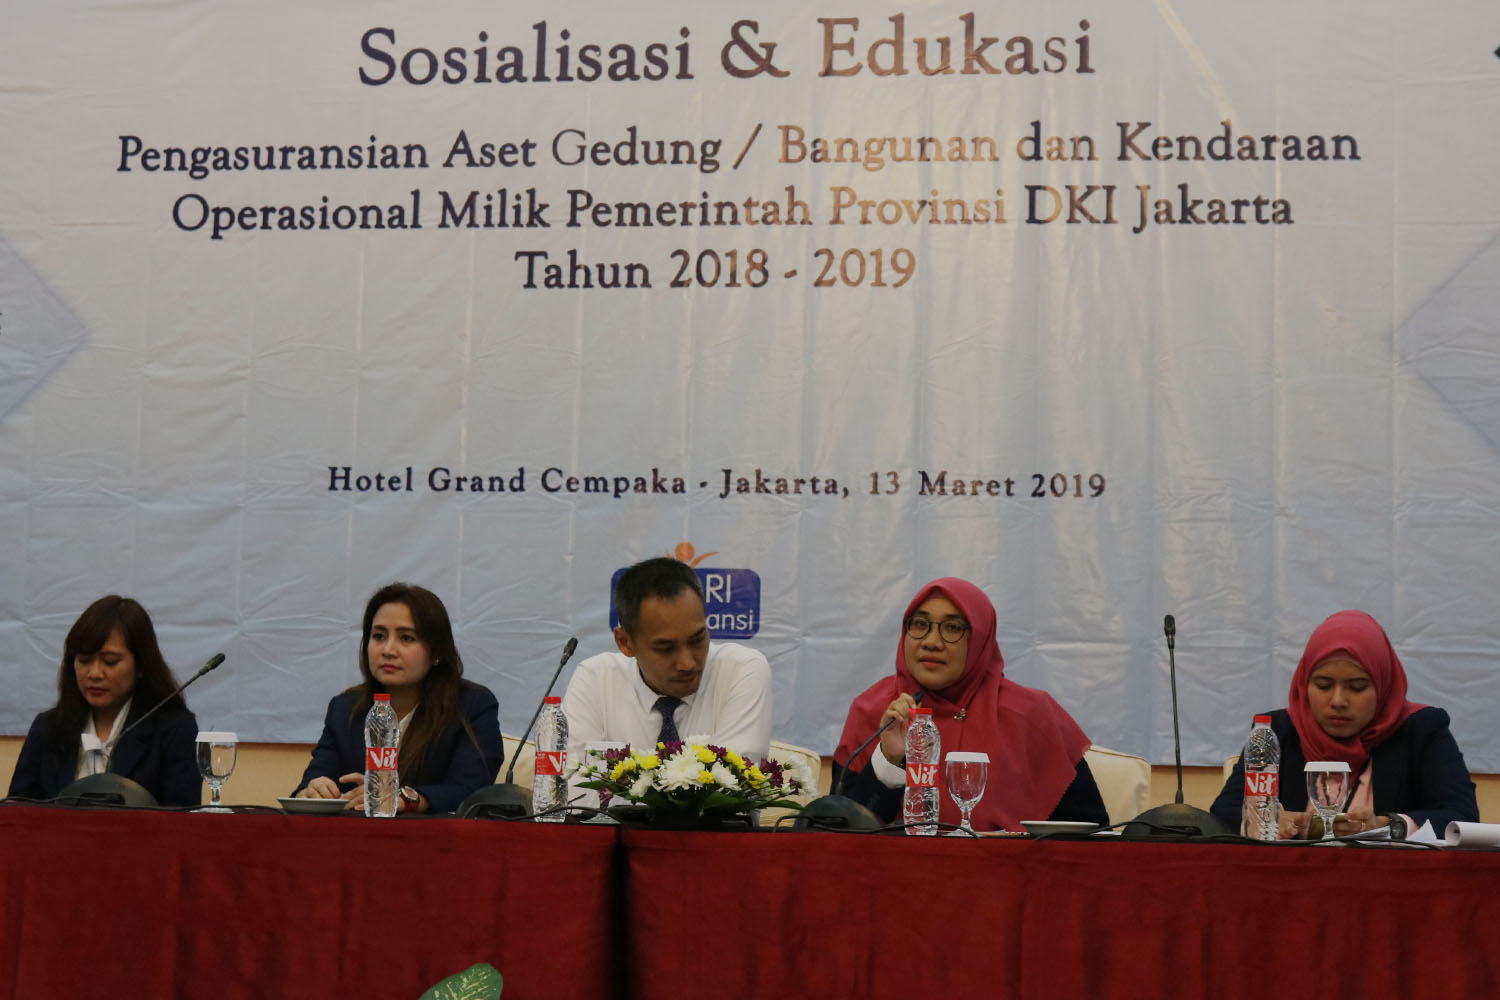 Sosialisasi & Edukasi
Pengasuransian Aset Gedung / Bangunan dan Kendaraan
Operasional Milik Pemerintah Provinsi DKI Jakarta
Tahun 2018 - 2019
Hotel Grand Cempaka - Jakarta, 13 Maret 2019
Vit
Vit
Vit
Vit